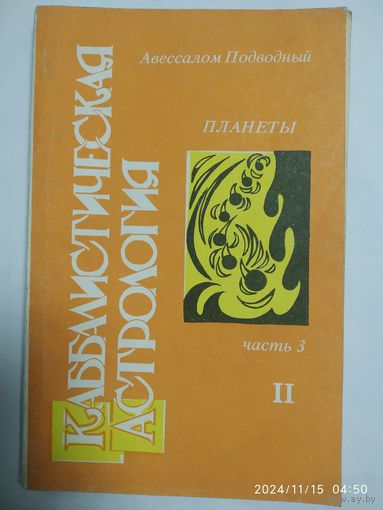 Авессалом Подводный
ПЛАНЕТЫ
КАББАЛИСТИЧЕСКАЯ
АСТРОЛОГИЯ
часть 3
II
2024/11/15 04:50
ay.by